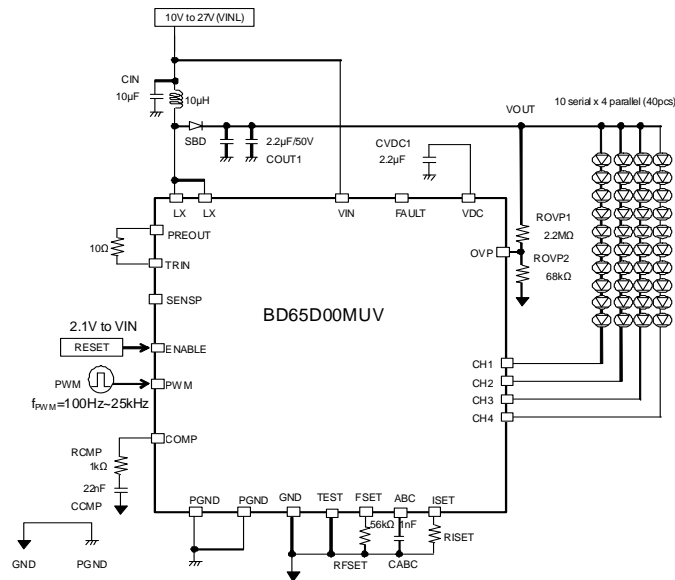 10V to 27V (VINL)
CIN
10µF
10µH
VOUT
10 serial x 4 parallel (40pcs)
SBD
2.2µF/50V
COUT1
CVDC1
2.2µF
LX
LX
VIN
FAULT
VDC
ROVP1
2.2MΩ
PREOUT
10Ω
TRIN
OVP
ROVP2
68kΩ
SENSP
BD65D00MUV
2.1V to VIN
RESET
ENABLE
PWM
PWM
fPWM=100Hz~25kHz
CH1
CH2
CH3
CH4
COMP
RCMP
1kΩ
22nF
CCMP
PGND
PGND
GND
TEST
FSET
ABC
ISET
56kΩ
1nF
RISET
RFSET
CABC
GND
PGND